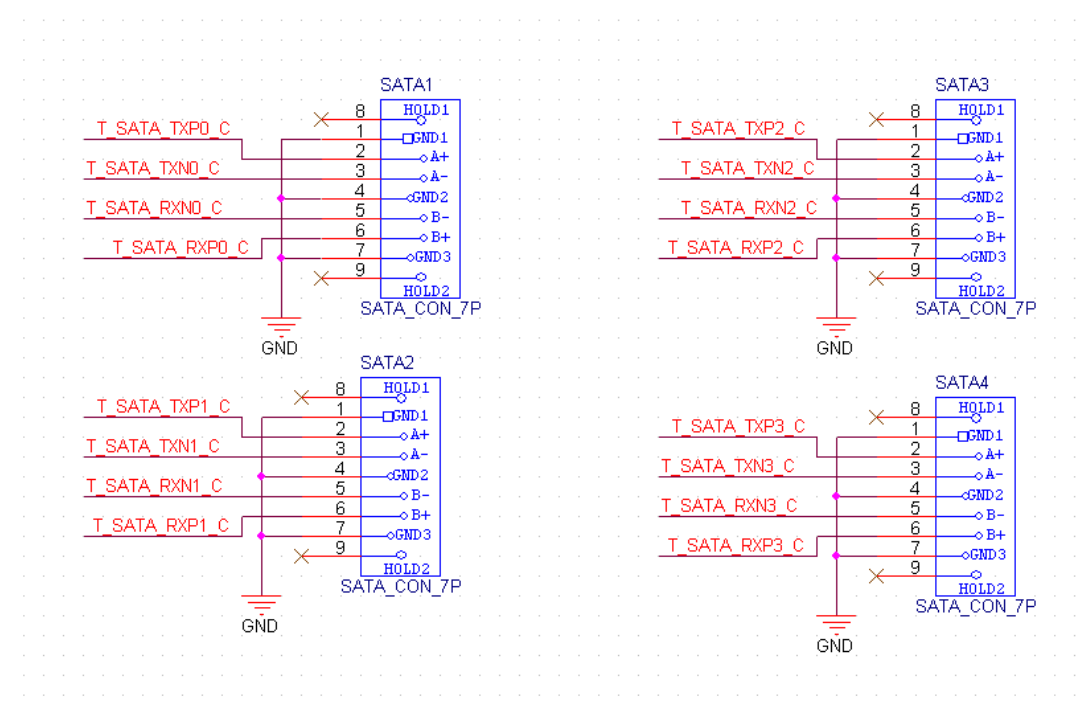 SATA1
8 HOLD1
T_SATA_TXP0_C
1 GND1
2 A+
T_SATA_TXN0_C
3 A-
4 GND2
T_SATA_RXN0_C
5 B-
6 B+
T_SATA_RXP0_C
7 GND3
9
HOLD2
SATA_CON_7P
GND
SATA3
8 HOLD1
T_SATA_TXP2_C
1 GND1
2 A+
T_SATA_TXN2_C
3 A-
4 GND2
T_SATA_RXN2_C
5 B-
6 B+
T_SATA_RXP2_C
7 GND3
9
HOLD2
SATA_CON_7P
GND
SATA2
8 HOLD1
T_SATA_TXP1_C
1 GND1
2 A+
T_SATA_TXN1_C
3 A-
4 GND2
T_SATA_RXN1_C
5 B-
6 B+
T_SATA_RXP1_C
7 GND3
9
HOLD2
SATA_CON_7P
GND
SATA4
8 HOLD1
T_SATA_TXP3_C
1 GND1
2 A+
T_SATA_TXN3_C
3 A-
4 GND2
T_SATA_RXN3_C
5 B-
6 B+
T_SATA_RXP3_C
7 GND3
9
HOLD2
SATA_CON_7P
GND